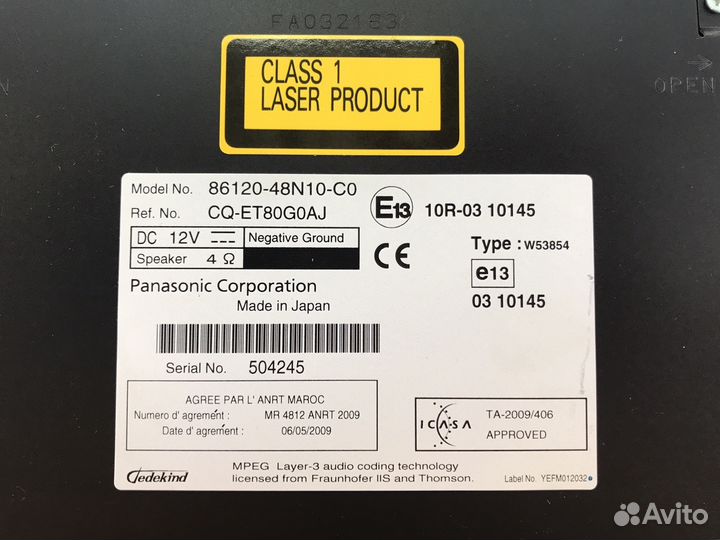 FA032163
CLASS 1
LASER PRODUCT
OPEN
Model No. 86120-48N10-C0
Ref. No. CQ-ET80G0AJ
E13 10R-03 10145
DC 12V Negative Ground
Speaker 4 Ω
CE
Type : W53854
e13
03 10145
Panasonic Corporation
Made in Japan
Serial No. 504245
AGREE PAR L' ANRT MAROC
Numero d' agrement : MR 4812 ANRT 2009
Date d' agrement : 06/05/2009
ICASA
TA-2009/406
APPROVED
Jedekind
MPEG Layer-3 audio coding technology
licensed from Fraunhofer IIS and Thomson.
Label No. YEFM012032
Avito